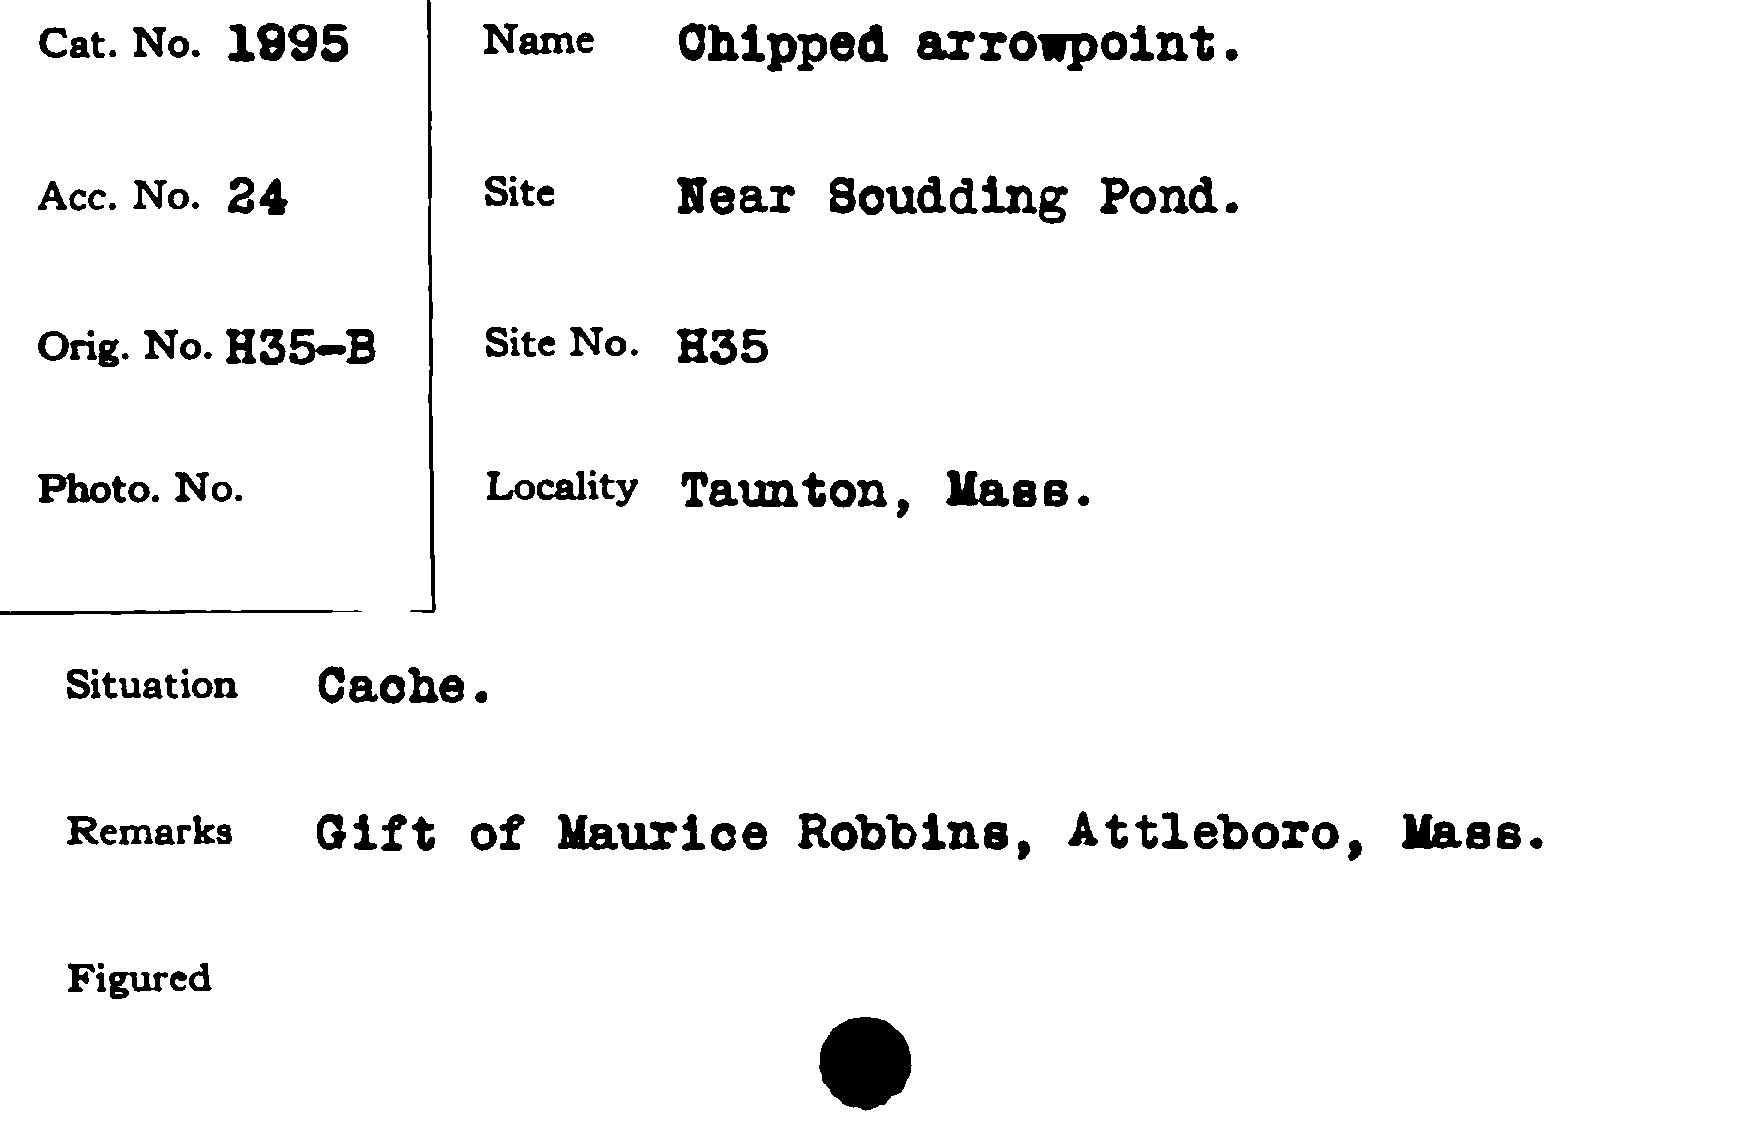 Cat. No. 1995
Name Chipped arrowpoint.
Acc. No. 24
Site Near Scudding Pond.
Orig. No. H35-B
Site No. H35
Photo. No.
Locality Taunton, Mass.
Situation Cache.
Remarks Gift of Maurice Robbins, Attleboro, Mass.
Figured